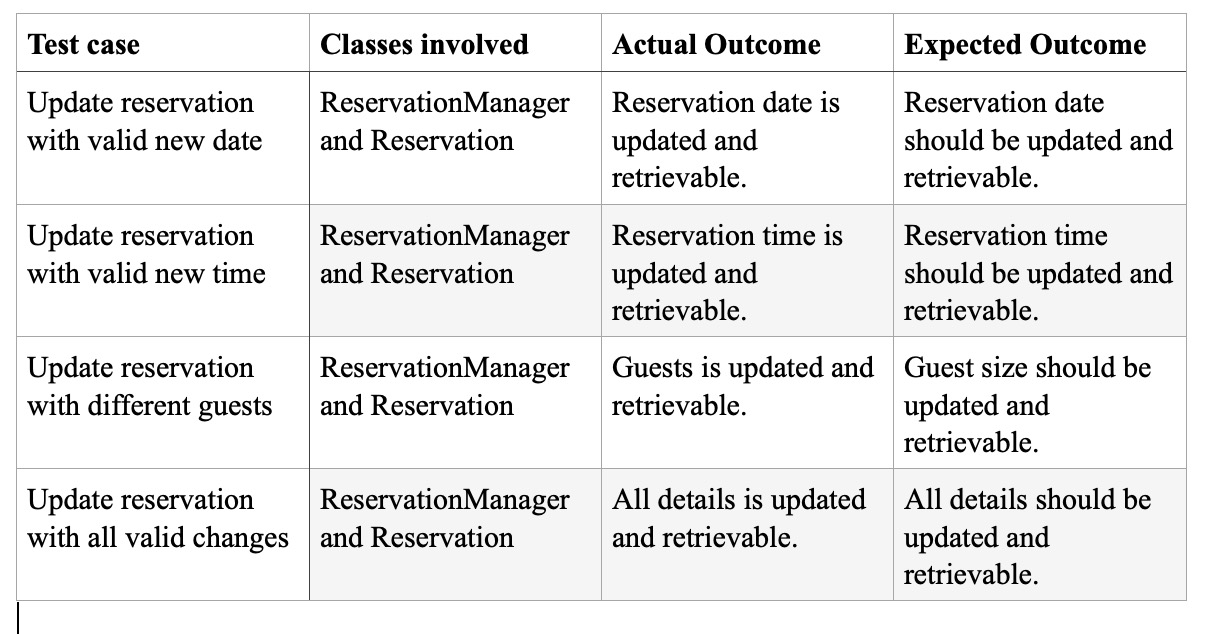 Test case Classes involved Actual Outcome Expected Outcome
Update reservation
with valid new date
ReservationManager
and Reservation
Reservation date is
updated and
retrievable.
Reservation date
should be updated and
retrievable.
Update reservation
with valid new time
ReservationManager
and Reservation
Reservation time is
updated and
retrievable.
Reservation time
should be updated and
retrievable.
Update reservation
with different guests
ReservationManager
and Reservation
Guests is updated and
retrievable.
Guest size should be
updated and
retrievable.
Update reservation
with all valid changes
ReservationManager
and Reservation
All details is updated
and retrievable.
All details should be
updated and
retrievable.